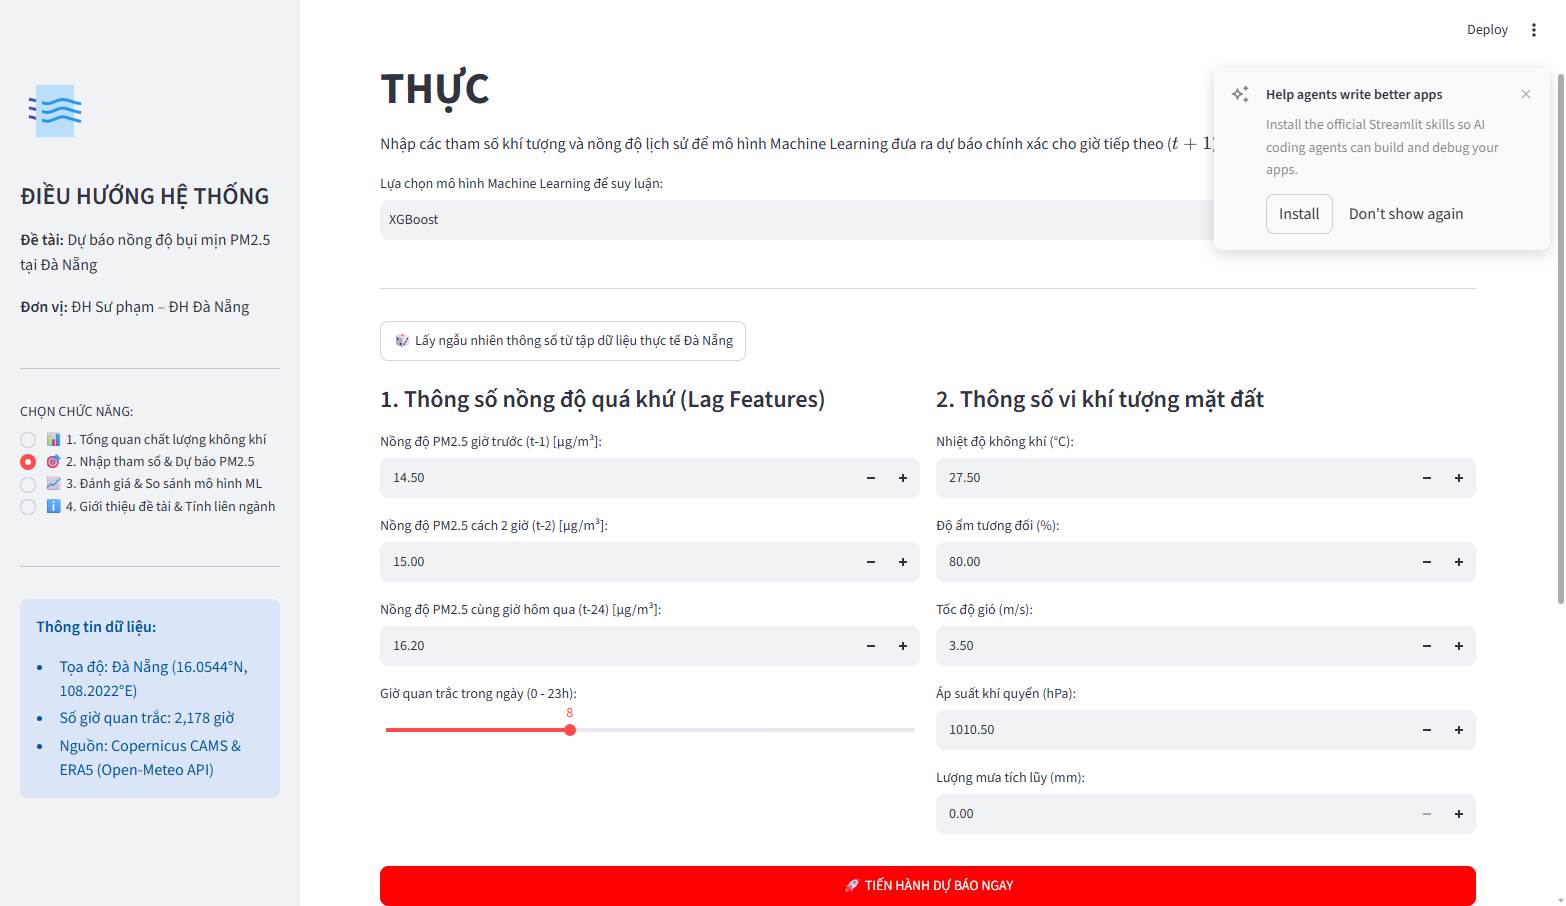 Deploy
ĐIỀU HƯỚNG HỆ THỐNG
Đề tài: Dự báo nồng độ bụi mịn PM2.5
tại Đà Nẵng
Đơn vị: ĐH Sư phạm – ĐH Đà Nẵng
CHỌN CHỨC NĂNG:
1. Tổng quan chất lượng không khí
2. Nhập tham số & Dự báo PM2.5
3. Đánh giá & So sánh mô hình ML
4. Giới thiệu đề tài & Tính liên ngành
Thông tin dữ liệu:
• Tọa độ: Đà Nẵng (16.0544°N,
108.2022°E)
• Số giờ quan trắc: 2,178 giờ
• Nguồn: Copernicus CAMS &
ERA5 (Open-Meteo API)
THỰC
Nhập các tham số khí tượng và nồng độ lịch sử để mô hình Machine Learning đưa ra dự báo chính xác cho giờ tiếp theo (t + 1)
Lựa chọn mô hình Machine Learning để suy luận:
XGBoost
Help agents write better apps
Install the official Streamlit skills so AI
coding agents can build and debug your
apps.
Install
Don't show again
Lấy ngẫu nhiên thông số từ tập dữ liệu thực tế Đà Nẵng
1. Thông số nồng độ quá khứ (Lag Features)
Nồng độ PM2.5 giờ trước (t-1) [µg/m³]:
14.50
Nồng độ PM2.5 cách 2 giờ (t-2) [µg/m³]:
15.00
Nồng độ PM2.5 cùng giờ hôm qua (t-24) [µg/m³]:
16.20
Giờ quan trắc trong ngày (0 - 23h):
8
2. Thông số vi khí tượng mặt đất
Nhiệt độ không khí (°C):
27.50
Độ ẩm tương đối (%):
80.00
Tốc độ gió (m/s):
3.50
Áp suất khí quyển (hPa):
1010.50
Lượng mưa tích lũy (mm):
0.00
TIẾN HÀNH DỰ BÁO NGAY